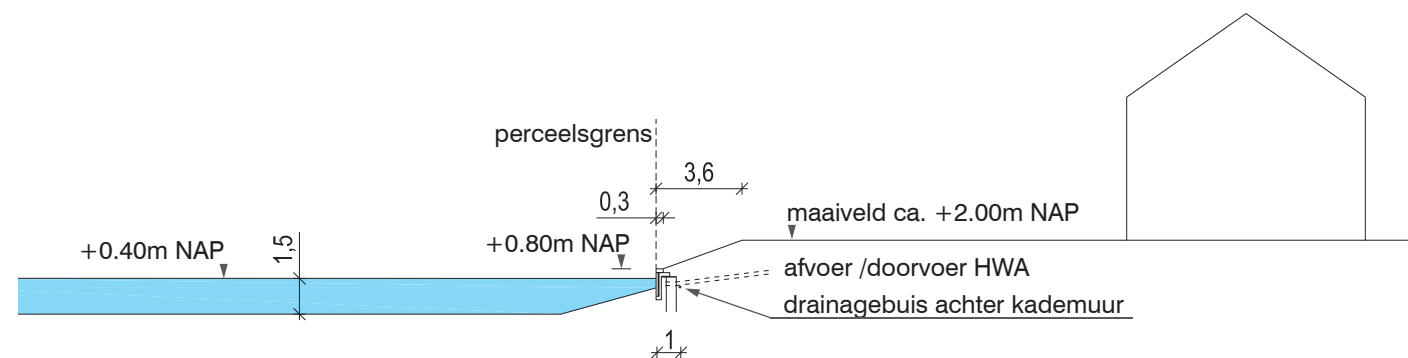 perceelsgrens
3,6
0,3
maaiveld ca. +2.00m NAP
+0.40m NAP
1,5
+0.80m NAP
afvoer /doorvoer HWA
drainagebuis achter kademuur
1